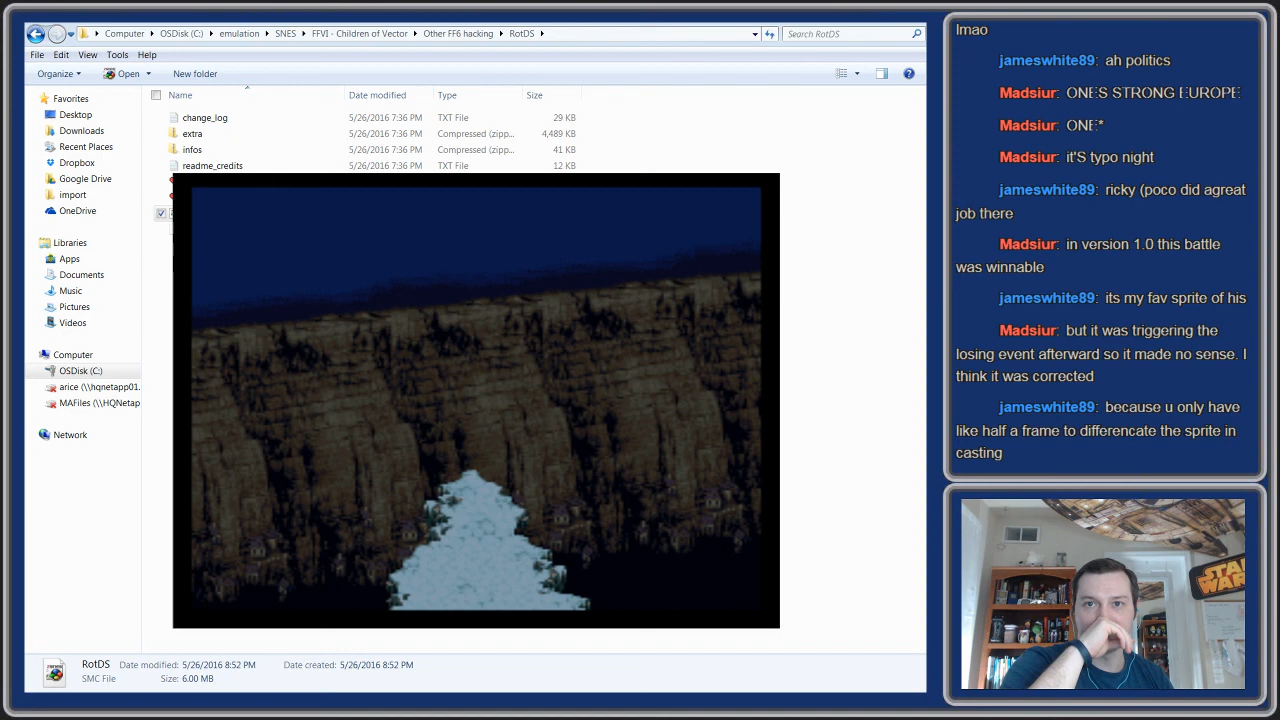 Computer OSDisk (C:) emulation SNES FFVI - Children of Vector Other FF6 hacking RotDS Search RotDS
File Edit View Tools Help
Organize Open New folder
Name Date modified Type Size
Favorites
Desktop
Downloads
Recent Places
Dropbox
Google Drive
import
OneDrive
Libraries
Apps
Documents
Music
Pictures
Videos
Computer
OSDisk (C:)
arice (\\hqnetapp01.
MAFiles (\\HQNetap
Network
change_log 5/26/2016 7:36 PM TXT File 29 KB
extra 5/26/2016 7:36 PM Compressed (zipp... 4,489 KB
infos 5/26/2016 7:36 PM Compressed (zipp... 41 KB
readme_credits 5/26/2016 7:36 PM TXT File 12 KB
RotDS Date modified: 5/26/2016 8:52 PM Date created: 5/26/2016 8:52 PM
SMC File Size: 6.00 MB
lmao
jameswhite89: ah politics
Madsiur: ONES STRONG EUROPE
Madsiur: ONE*
Madsiur: it'S typo night
jameswhite89: ricky (poco did agreat
job there
Madsiur: in version 1.0 this battle
was winnable
jameswhite89: its my fav sprite of his
Madsiur: but it was triggering the
losing event afterward so it made no sense. I
think it was corrected
jameswhite89: because u only have
like half a frame to differencate the sprite in
casting
STAR
WAR